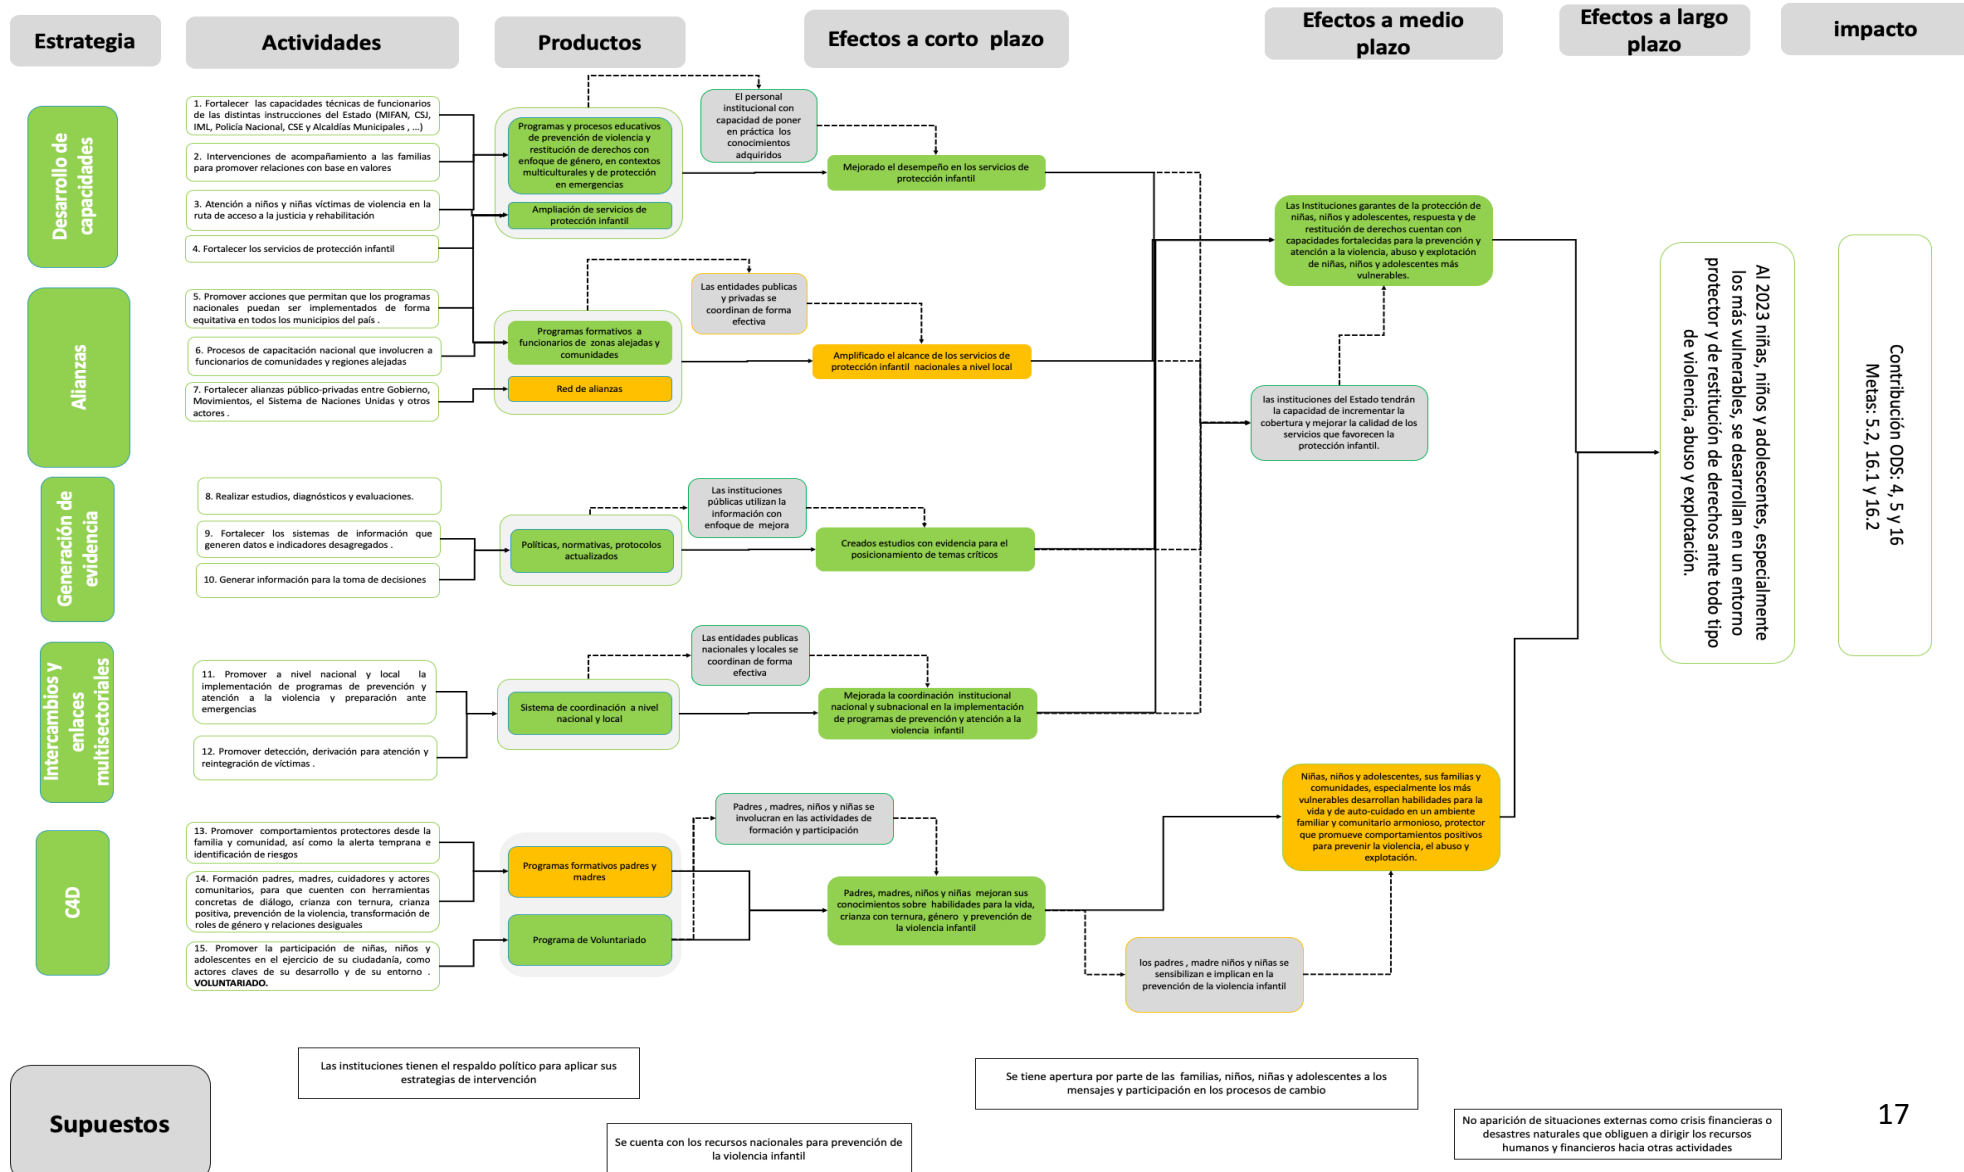 Estrategia
Actividades
Productos
Efectos a corto plazo
Efectos a medio
plazo
Efectos a largo
plazo
impacto
Desarrollo de
capacidades
1. Fortalecer las capacidades técnicas de funcionarios
de las distintas instrucciones del Estado (MIFAN, CSJ,
IML, Policía Nacional, CSE y Alcaldías Municipales , ...)
2. Intervenciones de acompañamiento a las familias
para promover relaciones con base en valores
3. Atención a niños y niñas víctimas de violencia en la
ruta de acceso a la justicia y rehabilitación
4. Fortalecer los servicios de protección infantil
Programas y procesos educativos
de prevención de violencia y
restitución de derechos con
enfoque de género, en contextos
multiculturales y de protección
en emergencias
Ampliación de servicios de
protección infantil
El personal
institucional con
capacidad de poner
en práctica los
conocimientos
adquiridos
Mejorado el desempeño en los servicios de
protección infantil
Alianzas
5. Promover acciones que permitan que los programas
nacionales puedan ser implementados de forma
equitativa en todos los municipios del país .
6. Procesos de capacitación nacional que involucren a
funcionarios de comunidades y regiones alejadas
7. Fortalecer alianzas público-privadas entre Gobierno,
Movimientos, el Sistema de Naciones Unidas y otros
actores .
Programas formativos a
funcionarios de zonas alejadas y
comunidades
Red de alianzas
Las entidades publicas
y privadas se
coordinan de forma
efectiva
Amplificado el alcance de los servicios de
protección infantil nacionales a nivel local
Generación de
evidencia
8. Realizar estudios, diagnósticos y evaluaciones.
9. Fortalecer los sistemas de información que
generen datos e indicadores desagregados .
10. Generar información para la toma de decisiones
Políticas, normativas, protocolos
actualizados
Las instituciones
públicas utilizan la
información con
enfoque de mejora
Creados estudios con evidencia para el
posicionamiento de temas críticos
Intercambios y
enlaces
multisectoriales
11. Promover a nivel nacional y local la
implementación de programas de prevención y
atención a la violencia y preparación ante
emergencias
12. Promover detección, derivación para atención y
reintegración de víctimas .
Sistema de coordinación a nivel
nacional y local
Las entidades publicas
nacionales y locales se
coordinan de forma
efectiva
Mejorada la coordinación institucional
nacional y subnacional en la implementación
de programas de prevención y atención a la
violencia infantil
C4D
13. Promover comportamientos protectores desde la
familia y comunidad, así como la alerta temprana e
identificación de riesgos
14. Formación padres, madres, cuidadores y actores
comunitarios, para que cuenten con herramientas
concretas de diálogo, crianza con ternura, crianza
positiva, prevención de la violencia, transformación de
roles de género y relaciones desiguales
15. Promover la participación de niñas, niños y
adolescentes en el ejercicio de su ciudadanía, como
actores claves de su desarrollo y de su entorno .
VOLUNTARIADO.
Programas formativos padres y
madres
Programa de Voluntariado
Padres , madres, niños y niñas se
involucran en las actividades de
formación y participación
Padres, madres, niños y niñas mejoran sus
conocimientos sobre habilidades para la vida,
crianza con ternura, género y prevención de
la violencia infantil
los padres , madre niños y niñas se
sensibilizan e implican en la
prevención de la violencia infantil
Las Instituciones garantes de la protección de
niñas, niños y adolescentes, respuesta y de
restitución de derechos cuentan con
capacidades fortalecidas para la prevención y
atención a la violencia, abuso y explotación
de niñas, niños y adolescentes más
vulnerables.
las instituciones del Estado tendrán
la capacidad de incrementar la
cobertura y mejorar la calidad de los
servicios que favorecen la
protección infantil.
Niñas, niños y adolescentes, sus familias y
comunidades, especialmente los más
vulnerables desarrollan habilidades para la
vida y de auto-cuidado en un ambiente
familiar y comunitario armonioso, protector
que promueve comportamientos positivos
para prevenir la violencia, el abuso y
explotación.
Al 2023 niñas, niños y adolescentes, especialmente
los más vulnerables, se desarrollan en un entorno
protector y de restitución de derechos ante todo tipo
de violencia, abuso y explotación.
Contribución ODS: 4, 5 y 16
Metas: 5.2, 16.1 y 16.2
Supuestos
Las instituciones tienen el respaldo político para aplicar sus
estrategias de intervención
Se cuenta con los recursos nacionales para prevención de
la violencia infantil
Se tiene apertura por parte de las familias, niños, niñas y adolescentes a los
mensajes y participación en los procesos de cambio
No aparición de situaciones externas como crisis financieras o
desastres naturales que obliguen a dirigir los recursos
humanos y financieros hacia otras actividades
17